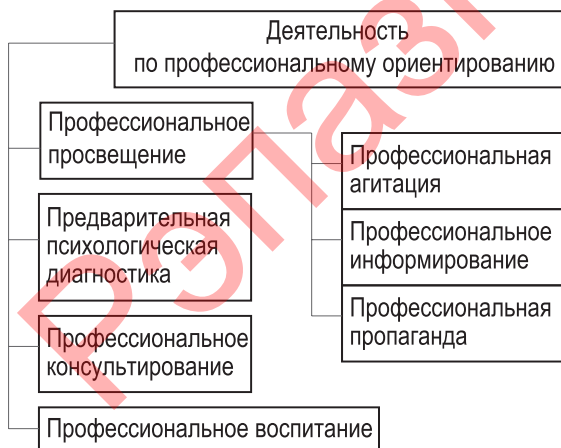 Деятельность
по профессиональному ориентированию
Профессиональное
просвещение
Профессиональная
агитация
Предварительная
психологическая
диагностика
Профессиональное
информирование
Профессиональная
пропаганда
Профессиональное
консультирование
Профессиональное воспитание